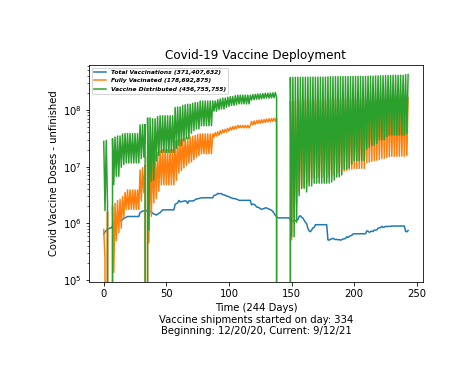 Covid-19 Vaccine Deployment
Total Vaccinations (371,407,632)
Fully Vacinated (178,692,875)
Vaccine Distributed (456,755,755)
Covid Vaccine Doses - unfinished
10⁸
10⁷
10⁶
10⁵
0 50 100 150 200 250
Time (244 Days)
Vaccine shipments started on day: 334
Beginning: 12/20/20, Current: 9/12/21